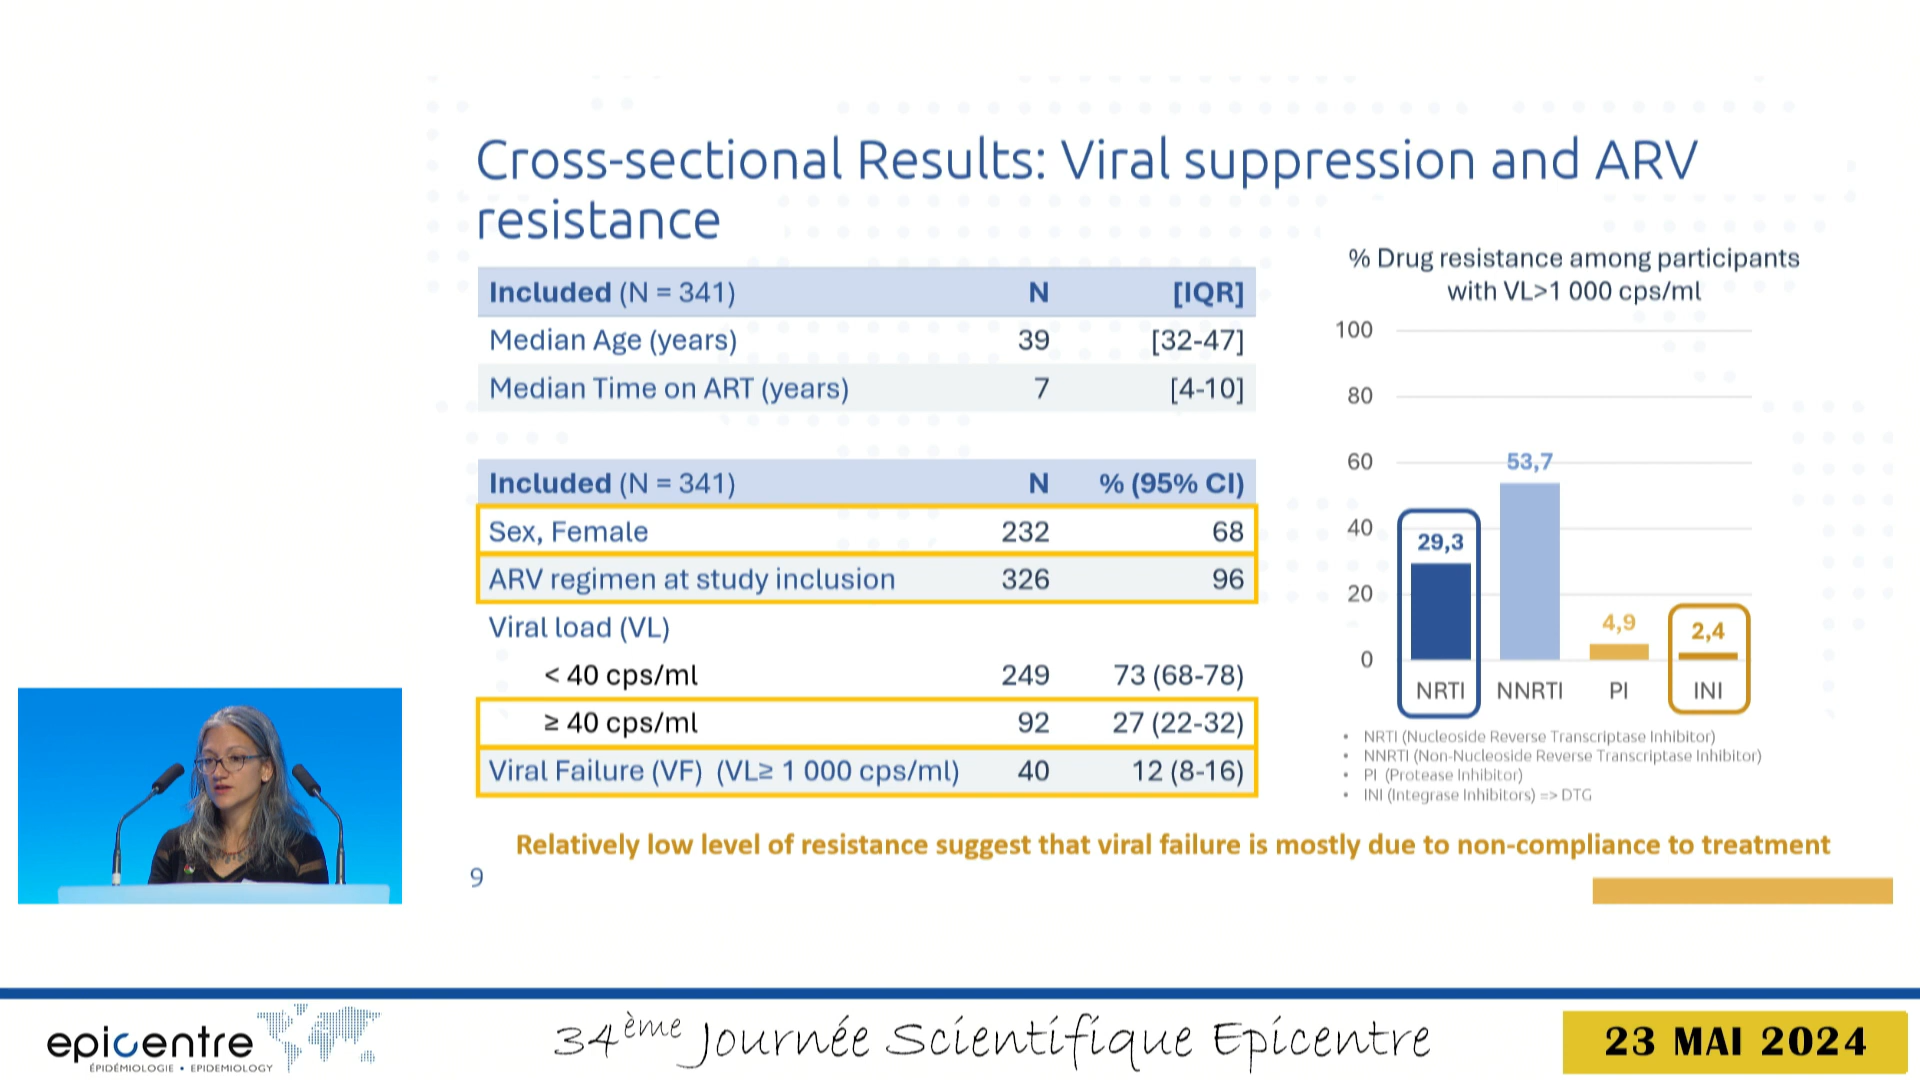 Cross-sectional Results: Viral suppression and ARV
resistance
Included (N = 341) N [IQR]
Median Age (years) 39 [32-47]
Median Time on ART (years) 7 [4-10]
Included (N = 341) N % (95% CI)
Sex, Female 232 68
ARV regimen at study inclusion 326 96
Viral load (VL)
< 40 cps/ml 249 73 (68-78)
≥ 40 cps/ml 92 27 (22-32)
Viral Failure (VF) (VL≥ 1 000 cps/ml) 40 12 (8-16)
% Drug resistance among participants
with VL>1 000 cps/ml
100
80
60
40
20
0
29,3
53,7
4,9
2,4
NRTI NNRTI PI INI
• NRTI (Nucleoside Reverse Transcriptase Inhibitor)
• NNRTI (Non-Nucleoside Reverse Transcriptase Inhibitor)
• PI (Protease Inhibitor)
• INI (Integrase Inhibitors) => DTG
Relatively low level of resistance suggest that viral failure is mostly due to non-compliance to treatment
9
epicentre
ÉPIDÉMIOLOGIE • EPIDEMIOLOGY
34ème Journée Scientifique Epicentre
23 MAI 2024